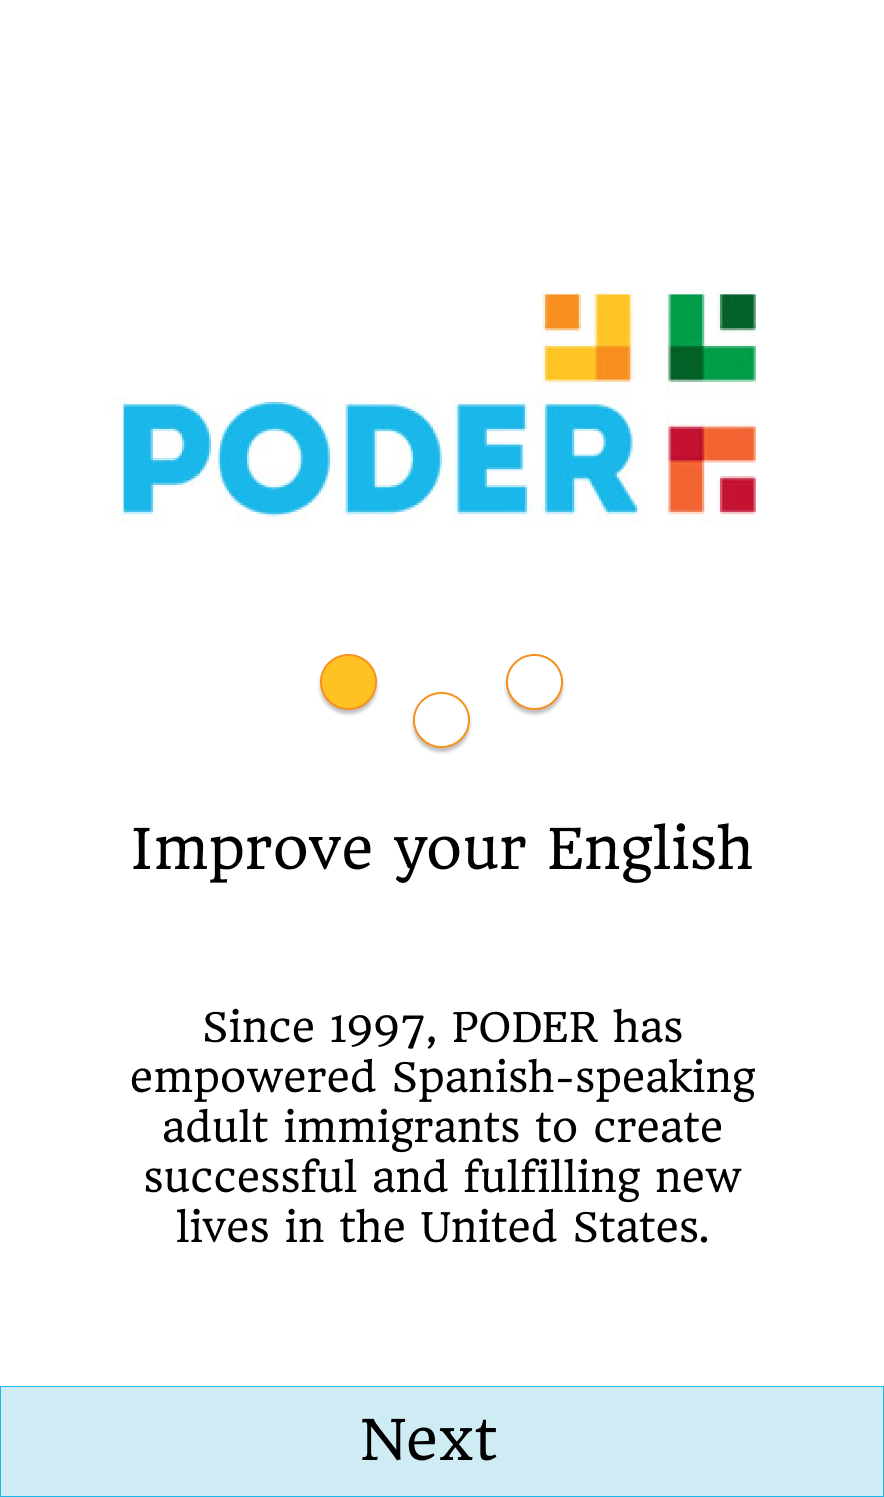 PODER
Improve your English
Since 1997, PODER has
empowered Spanish-speaking
adult immigrants to create
successful and fulfilling new
lives in the United States.
Next